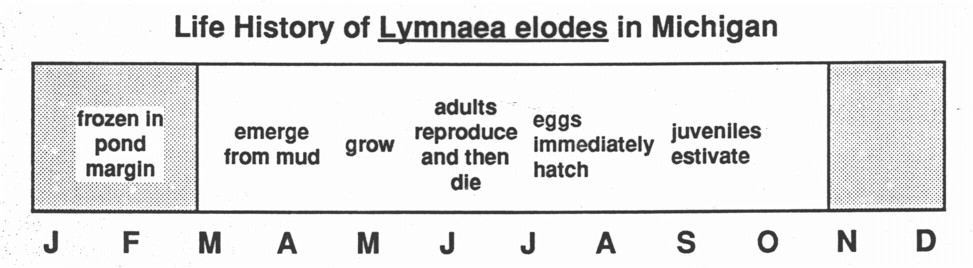 Life History of Lymnaea elodes in Michigan
frozen in
pond
margin
emerge
from mud
grow
adults
reproduce
and then
die
eggs
immediately
hatch
juveniles
estivate
J F M A M J J A S O N D